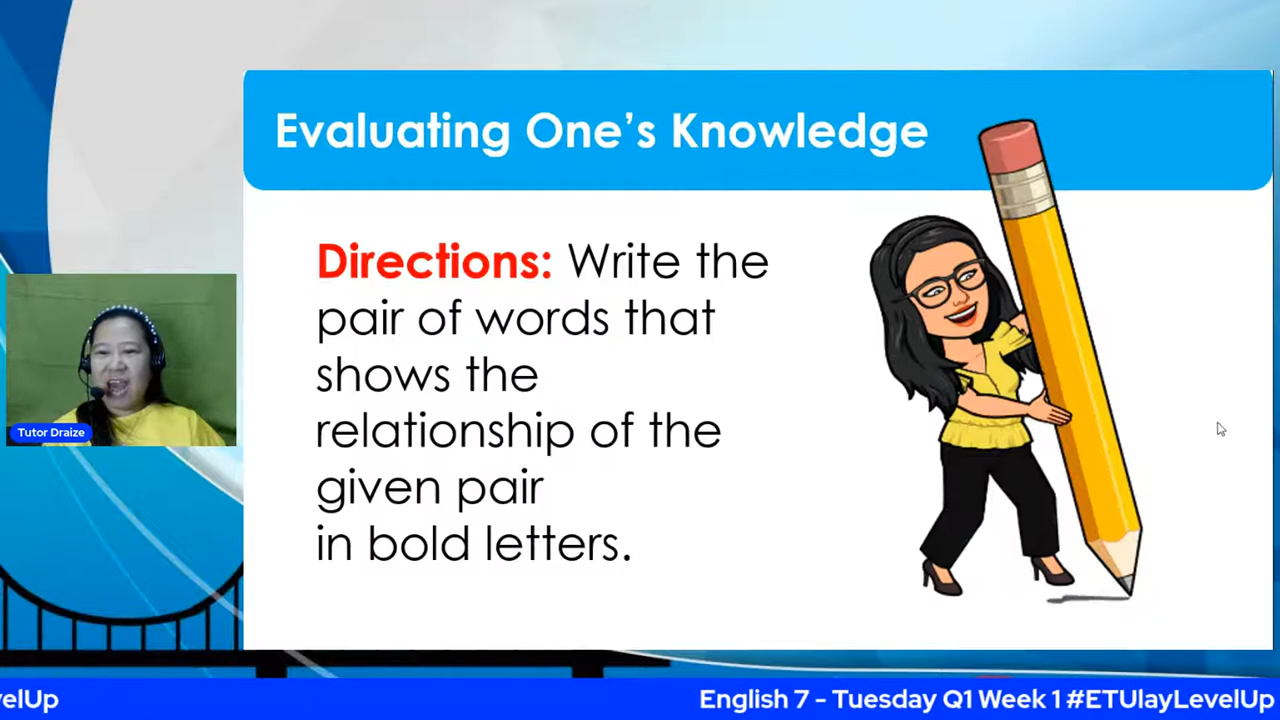 Evaluating One's Knowledge
Directions: Write the
pair of words that
shows the
relationship of the
given pair
in bold letters.
Tutor Draize
velUp
English 7 - Tuesday Q1 Week 1 #ETUlayLevelUp